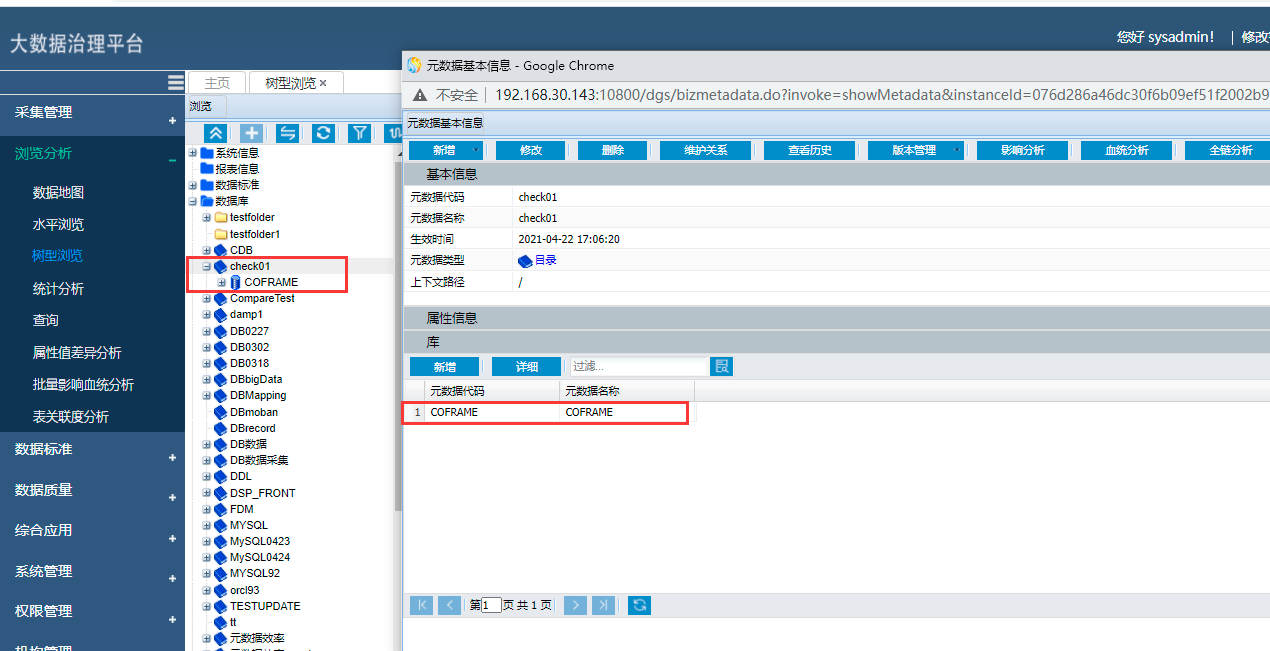 大数据治理平台
您好 sysadmin!
采集管理
浏览分析
数据地图
水平浏览
树型浏览
统计分析
查询
属性值差异分析
批量影响血统分析
表关联度分析
数据标准
数据质量
综合应用
系统管理
权限管理
主页
树型浏览 ×
浏览
系统信息
报表信息
数据标准
数据库
testfolder
testfolder1
CDB
check01
COFRAME
CompareTest
damp1
DB0227
DB0302
DB0318
DBbigData
DBMapping
DBmoban
DBrecord
DB数据
DB数据采集
DDL
DSP_FRONT
FDM
MYSQL
MySQL0423
MySQL0424
MYSQL92
orcl93
TESTUPDATE
tt
元数据效率
元数据基本信息 - Google Chrome
不安全 | 192.168.30.143:10800/dgs/bizmetadata.do?invoke=showMetadata&instanceId=076d286a46dc30f6b09ef51f2002b9
元数据基本信息
新增 修改 删除 维护关系 查看历史 版本管理 影响分析 血统分析 全链分析
基本信息
元数据代码 check01
元数据名称 check01
生效时间 2021-04-22 17:06:20
元数据类型 目录
上下文路径 /
属性信息
库
新增 详细 过滤...
元数据代码 元数据名称
1 COFRAME COFRAME
第1页 共 1 页